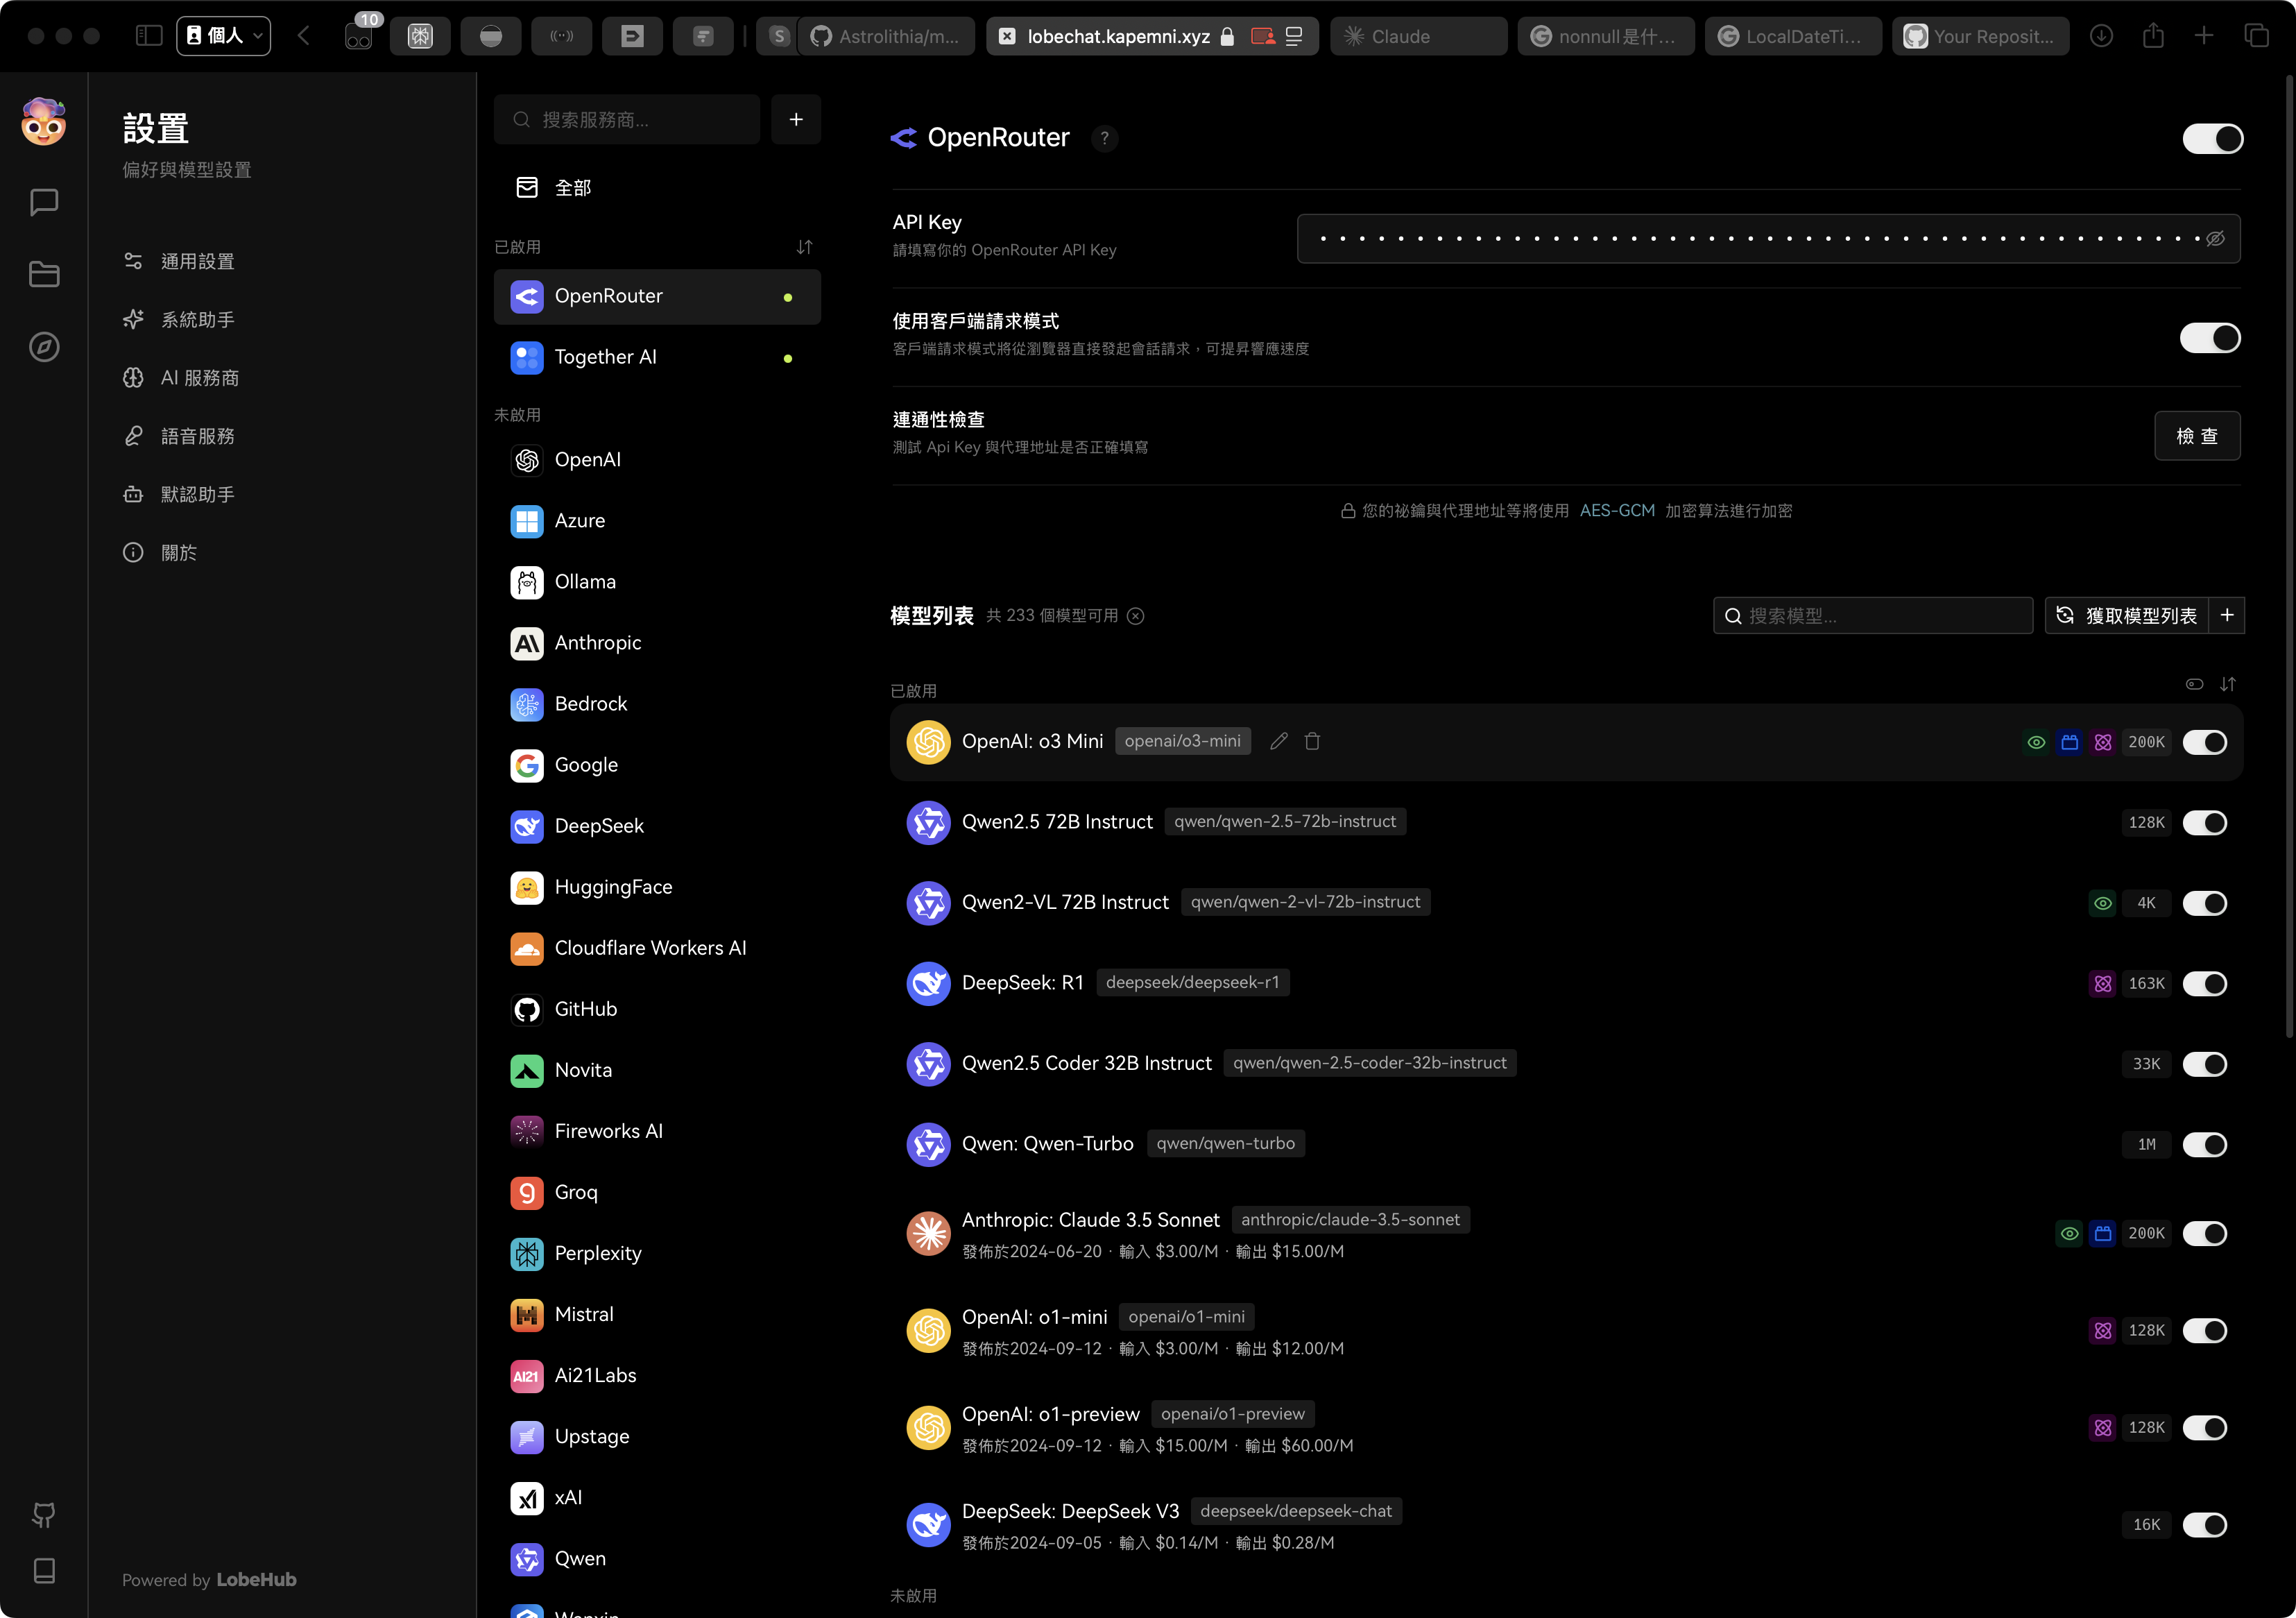 個人
10
S
Astrolithia/m...
lobechat.kapemni.xyz
Claude
nonnull是什...
LocalDateTi...
Your Reposit...
設置
偏好與模型設置
通用設置
系統助手
AI 服務商
語音服務
默認助手
關於
Powered by LobeHub
搜索服務商...
全部
已啟用
OpenRouter
Together AI
未啟用
OpenAI
Azure
Ollama
Anthropic
Bedrock
Google
DeepSeek
HuggingFace
Cloudflare Workers AI
GitHub
Novita
Fireworks AI
Groq
Perplexity
Mistral
AI21
Ai21Labs
Upstage
xAI
Qwen
OpenRouter ?
API Key
請填寫你的 OpenRouter API Key
使用客戶端請求模式
客戶端請求模式將從瀏覽器直接發起會話請求，可提昇響應速度
連通性檢查
測試 Api Key 與代理地址是否正確填寫
檢 查
您的祕鑰與代理地址等將使用 AES-GCM 加密算法進行加密
模型列表 共 233 個模型可用
搜索模型...
獲取模型列表
已啟用
OpenAI: o3 Mini openai/o3-mini 200K
Qwen2.5 72B Instruct qwen/qwen-2.5-72b-instruct 128K
Qwen2-VL 72B Instruct qwen/qwen-2-vl-72b-instruct 4K
DeepSeek: R1 deepseek/deepseek-r1 163K
Qwen2.5 Coder 32B Instruct qwen/qwen-2.5-coder-32b-instruct 33K
Qwen: Qwen-Turbo qwen/qwen-turbo 1M
Anthropic: Claude 3.5 Sonnet anthropic/claude-3.5-sonnet 200K
發佈於2024-06-20 · 輸入 $3.00/M · 輸出 $15.00/M
OpenAI: o1-mini openai/o1-mini 128K
發佈於2024-09-12 · 輸入 $3.00/M · 輸出 $12.00/M
OpenAI: o1-preview openai/o1-preview 128K
發佈於2024-09-12 · 輸入 $15.00/M · 輸出 $60.00/M
DeepSeek: DeepSeek V3 deepseek/deepseek-chat 16K
發佈於2024-09-05 · 輸入 $0.14/M · 輸出 $0.28/M
未啟用